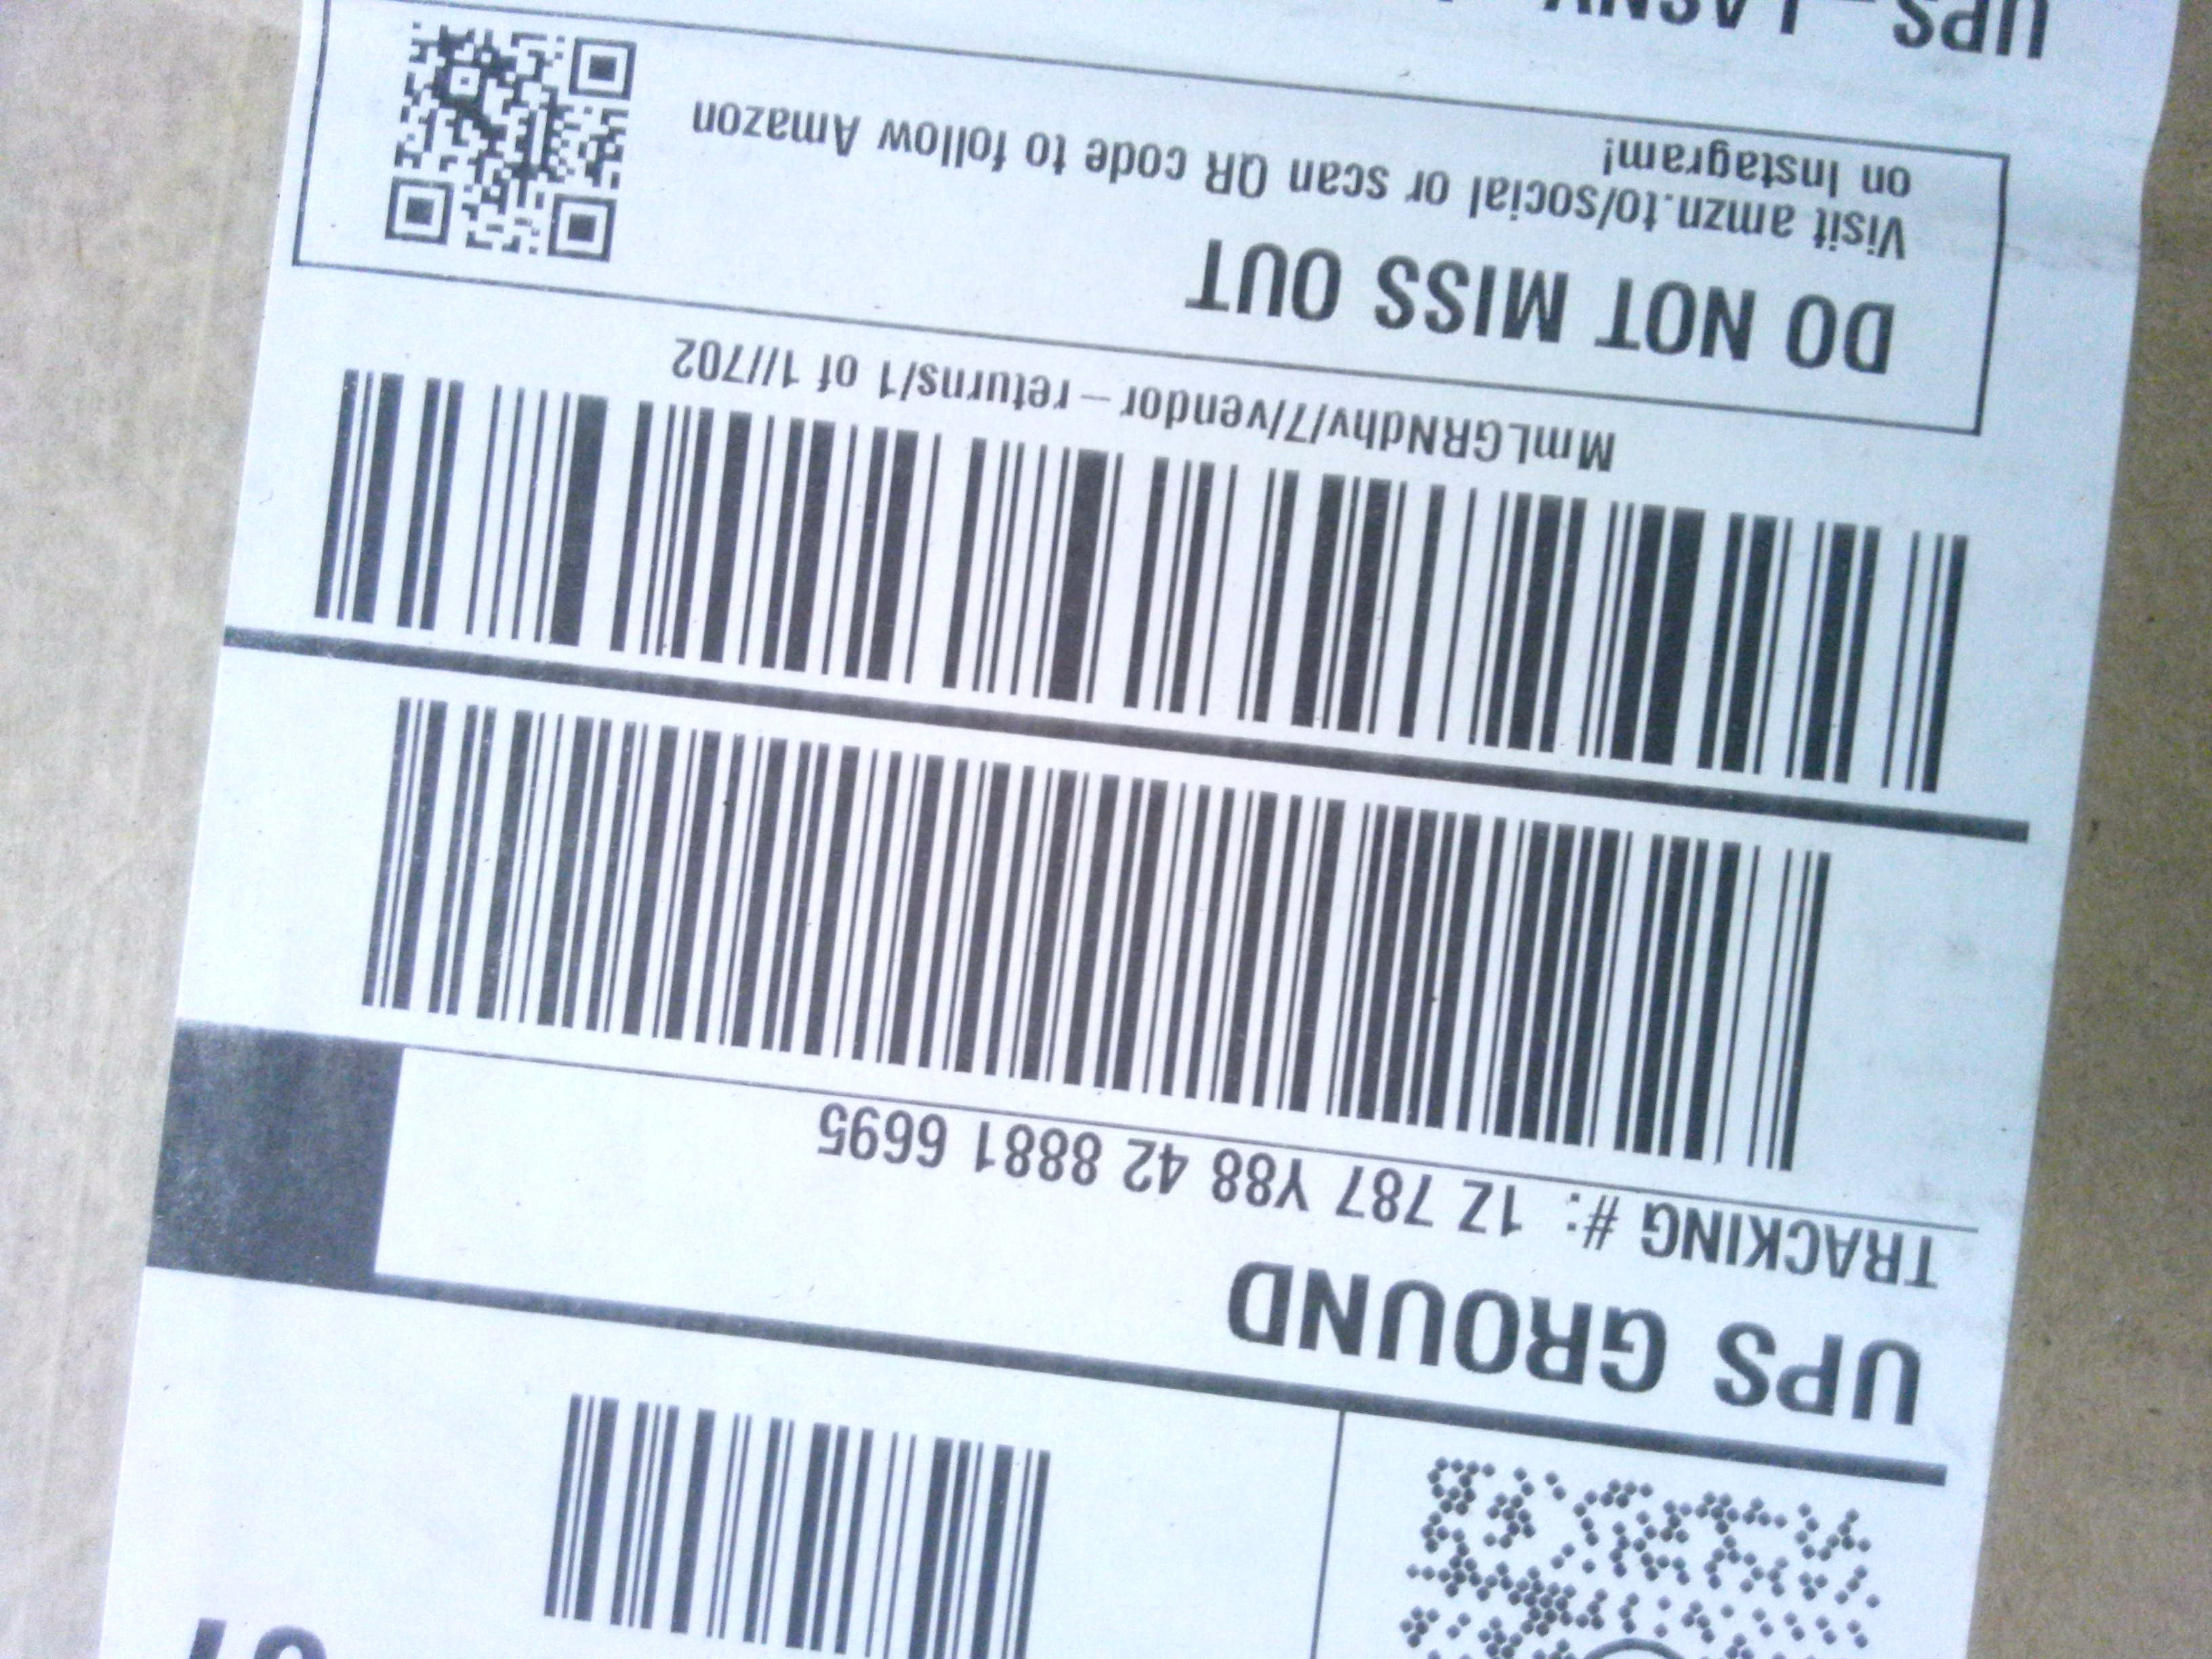 UPS GROUND
TRACKING #: 1Z 787 Y88 42 8881 6695
MmLGRNdhv/7/vendor-returns/1 of 1//702
DO NOT MISS OUT
Visit amzn.to/social or scan QR code to follow Amazon
on Instagram!
UPS